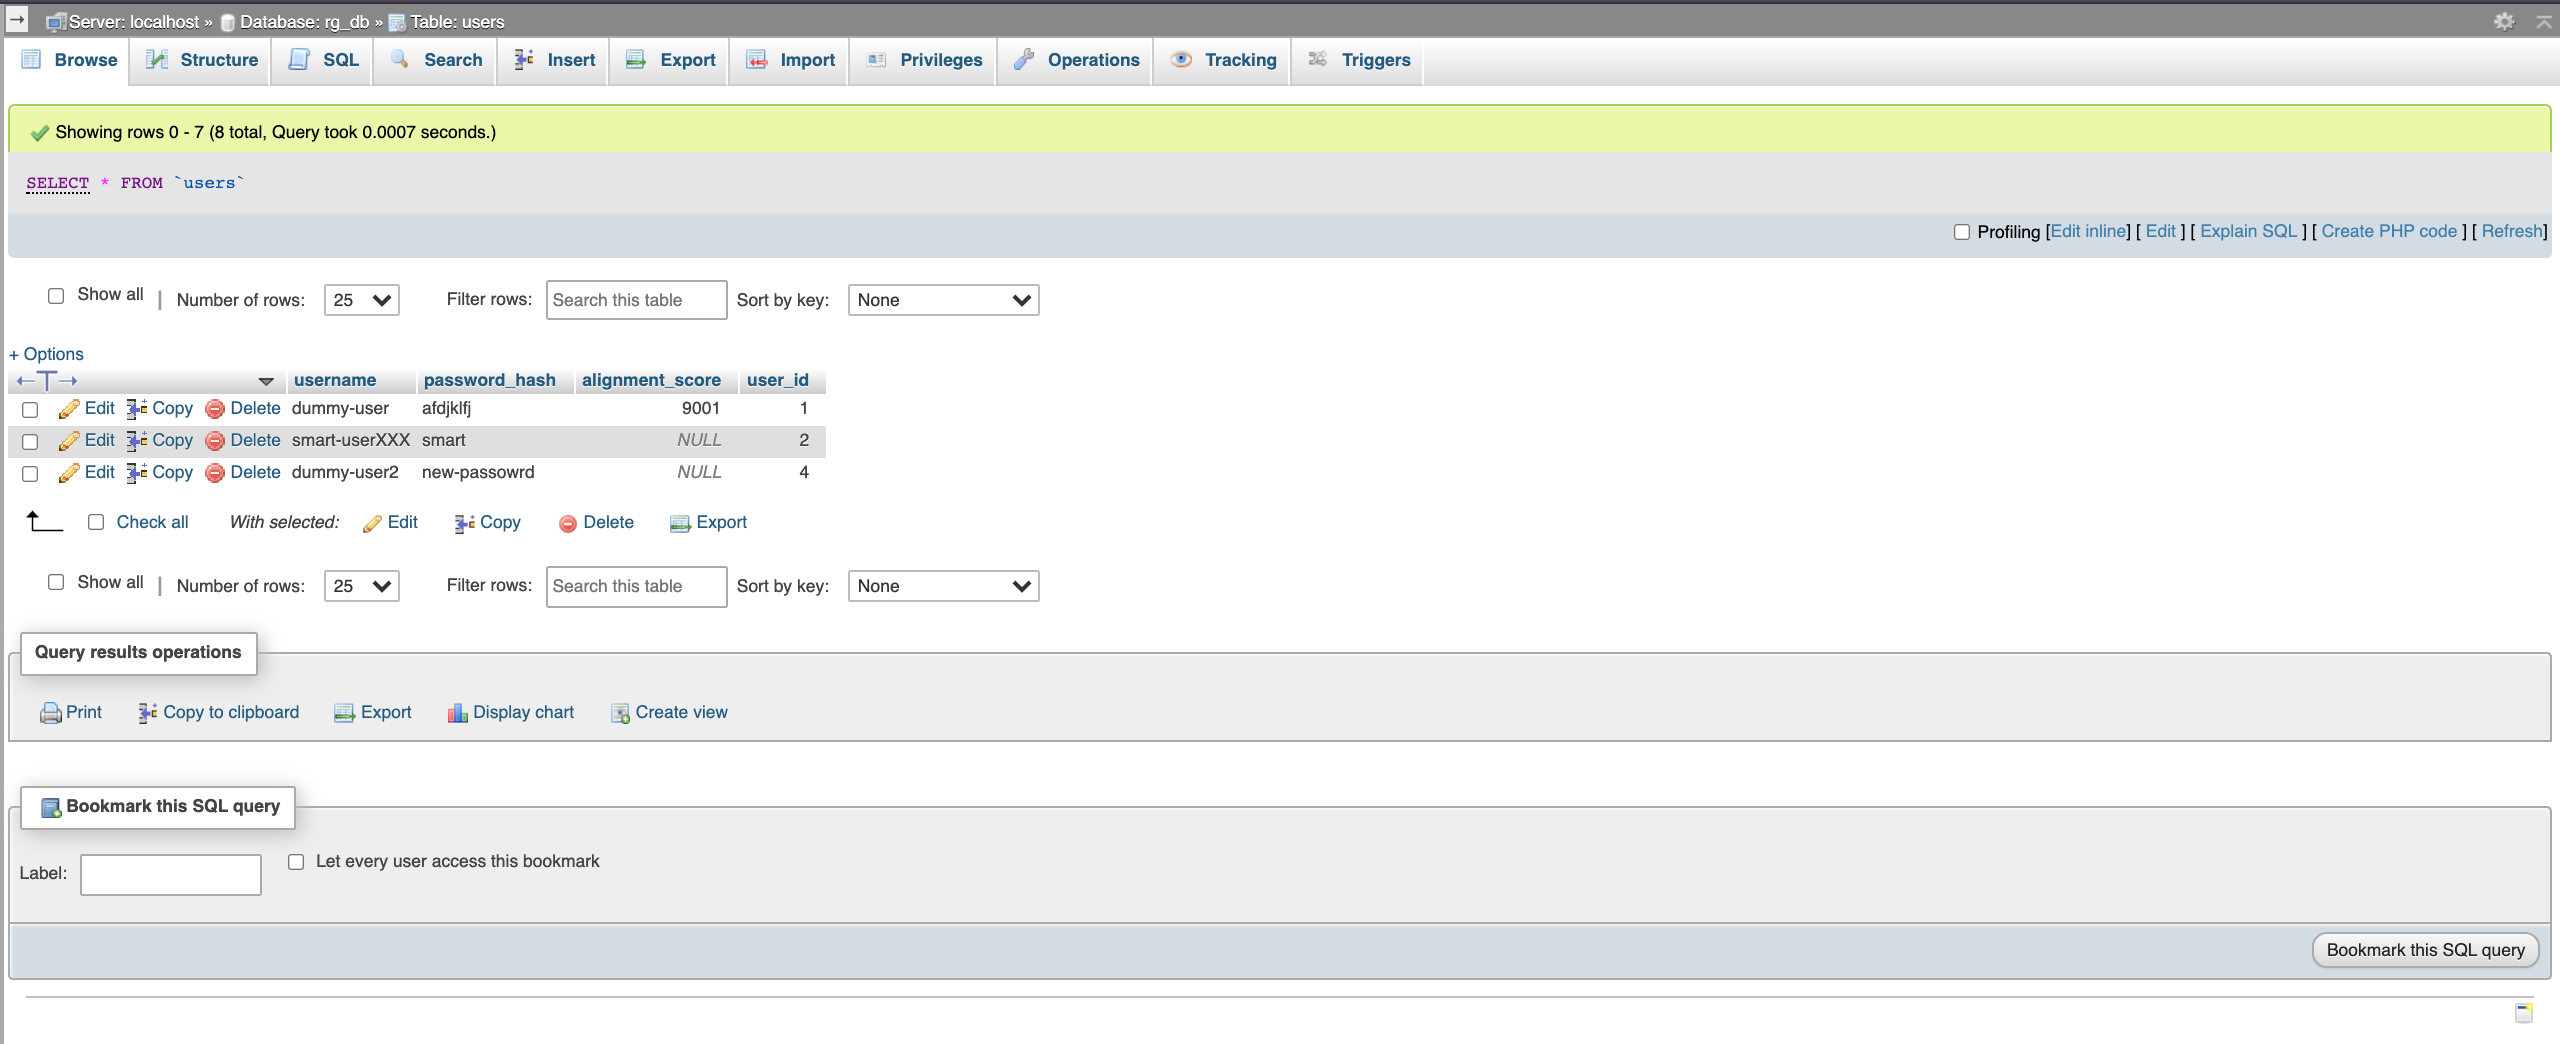 Server: localhost » Database: rg_db » Table: users
Browse Structure SQL Search Insert Export Import Privileges Operations Tracking Triggers
Showing rows 0 - 7 (8 total, Query took 0.0007 seconds.)
SELECT * FROM `users`
Profiling [Edit inline] [ Edit ] [ Explain SQL ] [ Create PHP code ] [ Refresh]
Show all | Number of rows: 25 Filter rows: Search this table Sort by key: None
+ Options
←T→ username password_hash alignment_score user_id
Edit Copy Delete dummy-user afdjklfj 9001 1
Edit Copy Delete smart-userXXX smart NULL 2
Edit Copy Delete dummy-user2 new-passowrd NULL 4
Check all With selected: Edit Copy Delete Export
Show all | Number of rows: 25 Filter rows: Search this table Sort by key: None
Query results operations
Print Copy to clipboard Export Display chart Create view
Bookmark this SQL query
Label: Let every user access this bookmark
Bookmark this SQL query